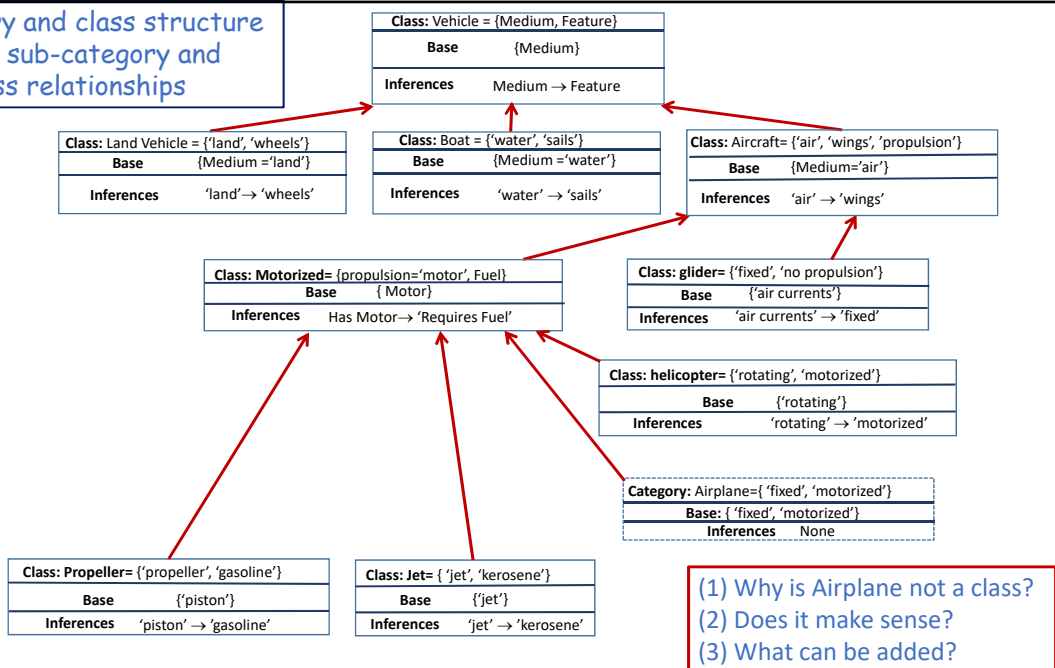 y and class structure
sub-category and
ss relationships
Class: Vehicle = {Medium, Feature}
Base {Medium}
Inferences Medium → Feature
Class: Land Vehicle = {‘land’, ‘wheels’}
Base {Medium =‘land’}
Inferences ‘land’→ ‘wheels’
Class: Boat = {‘water’, ‘sails’}
Base {Medium =‘water’}
Inferences ‘water’ → ‘sails’
Class: Aircraft= {‘air’, ‘wings’, ’propulsion’}
Base {Medium=‘air’}
Inferences ‘air’ → ’wings’
Class: Motorized= {propulsion=‘motor’, Fuel}
Base { Motor}
Inferences Has Motor→ ‘Requires Fuel’
Class: glider= {‘fixed’, ‘no propulsion’}
Base {‘air currents’}
Inferences ‘air currents’ → ’fixed’
Class: helicopter= {‘rotating’, ‘motorized’}
Base {‘rotating’}
Inferences ‘rotating’ → ’motorized’
Category: Airplane={ ‘fixed’, ‘motorized’}
Base: { ‘fixed’, ‘motorized’}
Inferences None
Class: Propeller= {‘propeller’, ‘gasoline’}
Base {‘piston’}
Inferences ‘piston’ → ’gasoline’
Class: Jet= { ‘jet’, ‘kerosene’}
Base {‘jet’}
Inferences ‘jet’ → ’kerosene’
(1) Why is Airplane not a class?
(2) Does it make sense?
(3) What can be added?